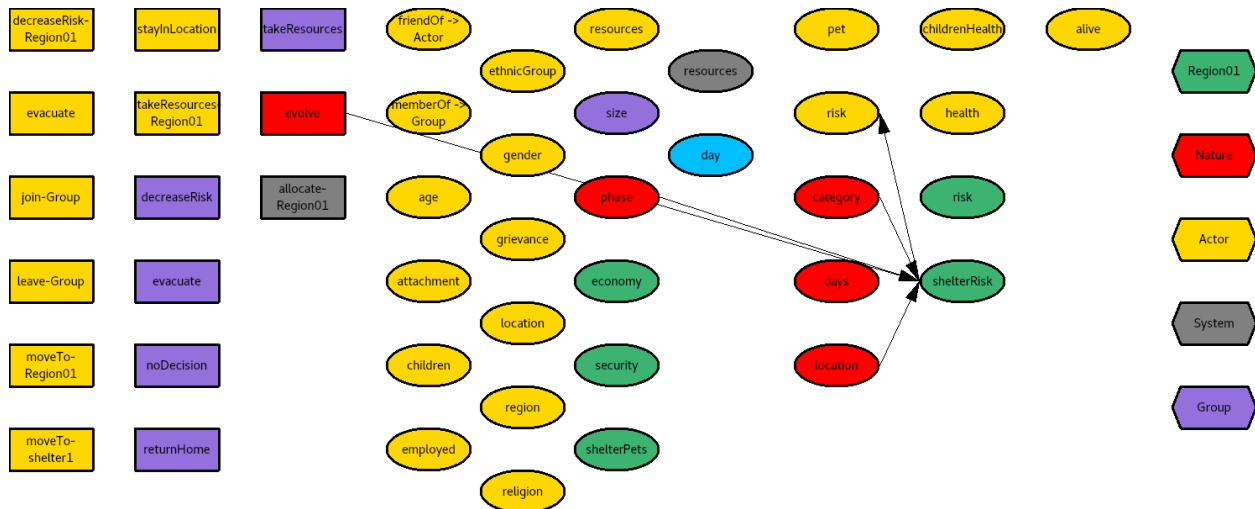 decreaseRisk-
Region01
stayInLocation
takeResources
friendOf ->
Actor
resources
pet
childrenHealth
alive
ethnicGroup
resources
Region01
evacuate
takeResources-
Region01
evolve
memberOf ->
Group
size
risk
health
gender
day
Nature
join-Group
decreaseRisk
allocate-
Region01
age
phase
category
risk
grievance
Actor
leave-Group
evacuate
attachment
economy
days
shelterRisk
location
System
moveTo-
Region01
noDecision
children
security
location
region
Group
moveTo-
shelter1
returnHome
employed
shelterPets
religion